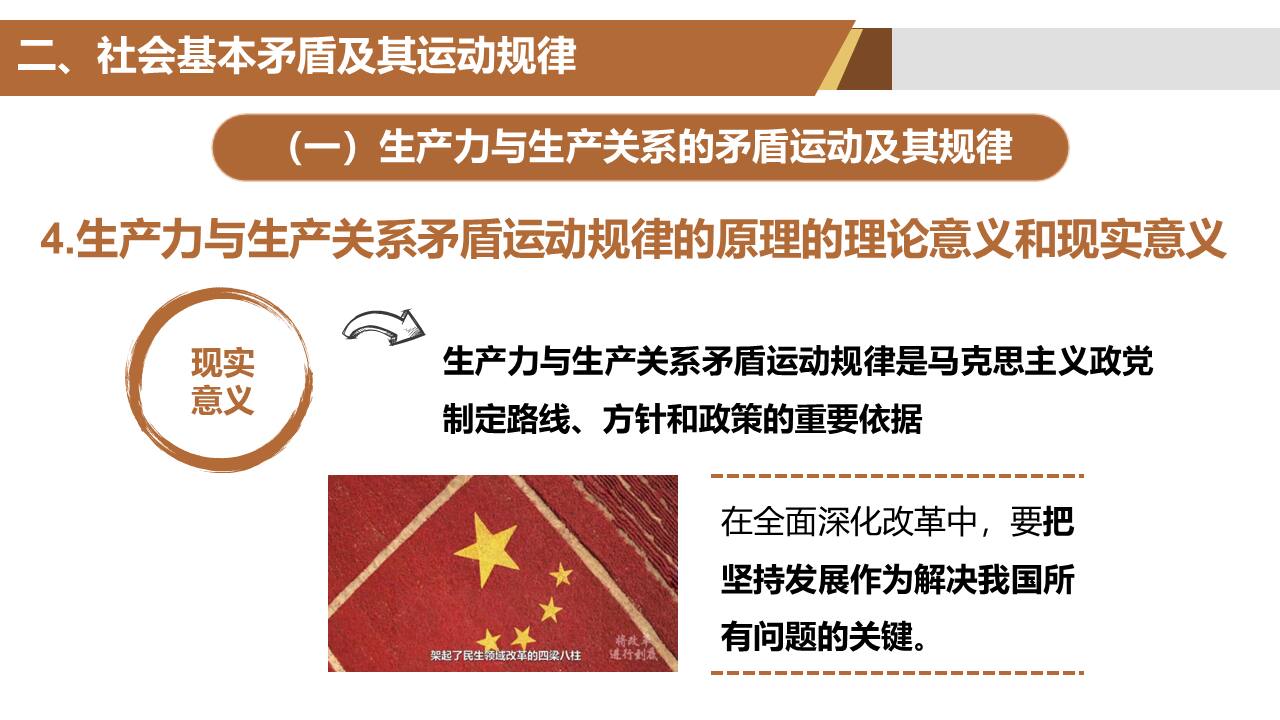 二、社会基本矛盾及其运动规律
（一）生产力与生产关系的矛盾运动及其规律
4.生产力与生产关系矛盾运动规律的原理的理论意义和现实意义
现实
意义
生产力与生产关系矛盾运动规律是马克思主义政党
制定路线、方针和政策的重要依据
在全面深化改革中，要把
坚持发展作为解决我国所
有问题的关键。
将改革
进行到底
架起了民生领域改革的四梁八柱